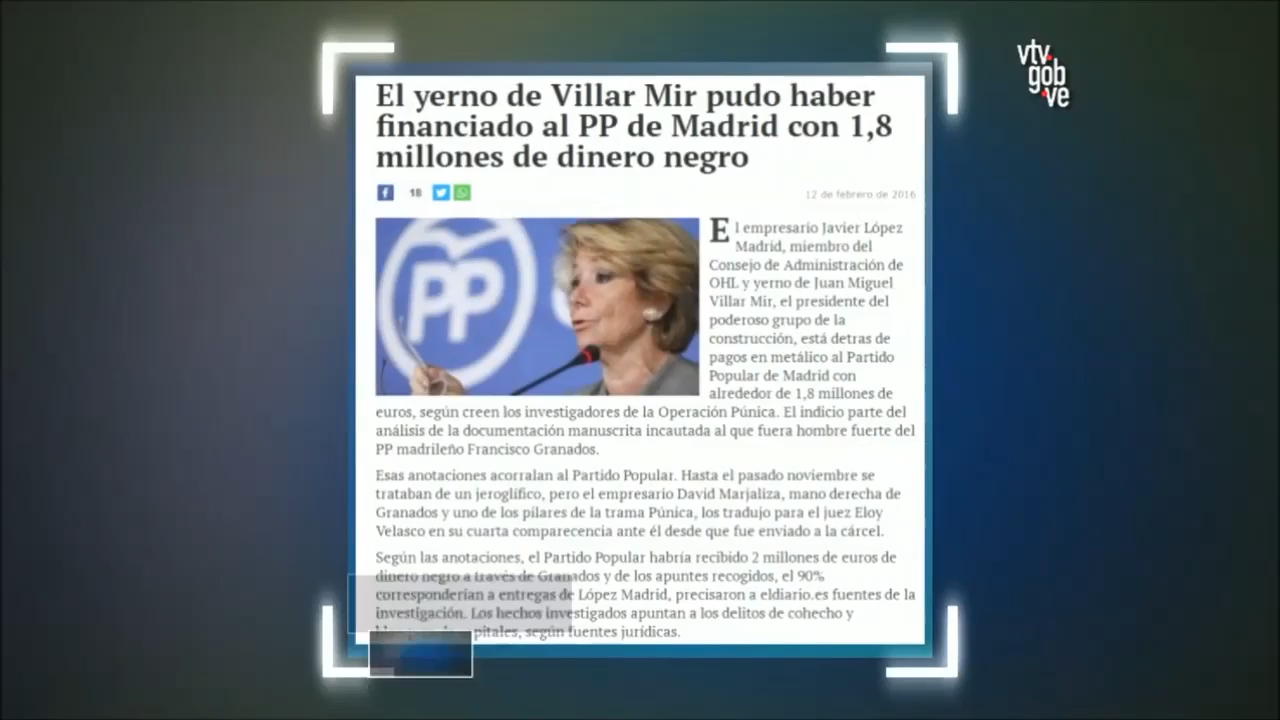 vtv.
gob
.ve
El yerno de Villar Mir pudo haber
financiado al PP de Madrid con 1,8
millones de dinero negro
18
12 de febrero de 2016
PP
El empresario Javier López
Madrid, miembro del
Consejo de Administración de
OHL y yerno de Juan Miguel
Villar Mir, el presidente del
poderoso grupo de la
construcción, está detras de
pagos en metálico al Partido
Popular de Madrid con
alrededor de 1,8 millones de
euros, según creen los investigadores de la Operación Púnica. El indicio parte del
análisis de la documentación manuscrita incautada al que fuera hombre fuerte del
PP madrileño Francisco Granados.
Esas anotaciones acorralan al Partido Popular. Hasta el pasado noviembre se
trataban de un jeroglífico, pero el empresario David Marjaliza, mano derecha de
Granados y uno de los pilares de la trama Púnica, los tradujo para el juez Eloy
Velasco en su cuarta comparecencia ante él desde que fue enviado a la cárcel.
Según las anotaciones, el Partido Popular habría recibido 2 millones de euros de
dinero negro a través de Granados y de los apuntes recogidos, el 90%
corresponderían a entregas de López Madrid, precisaron a eldiario.es fuentes de la
investigación. Los hechos investigados apuntan a los delitos de cohecho y
según fuentes jurídicas.